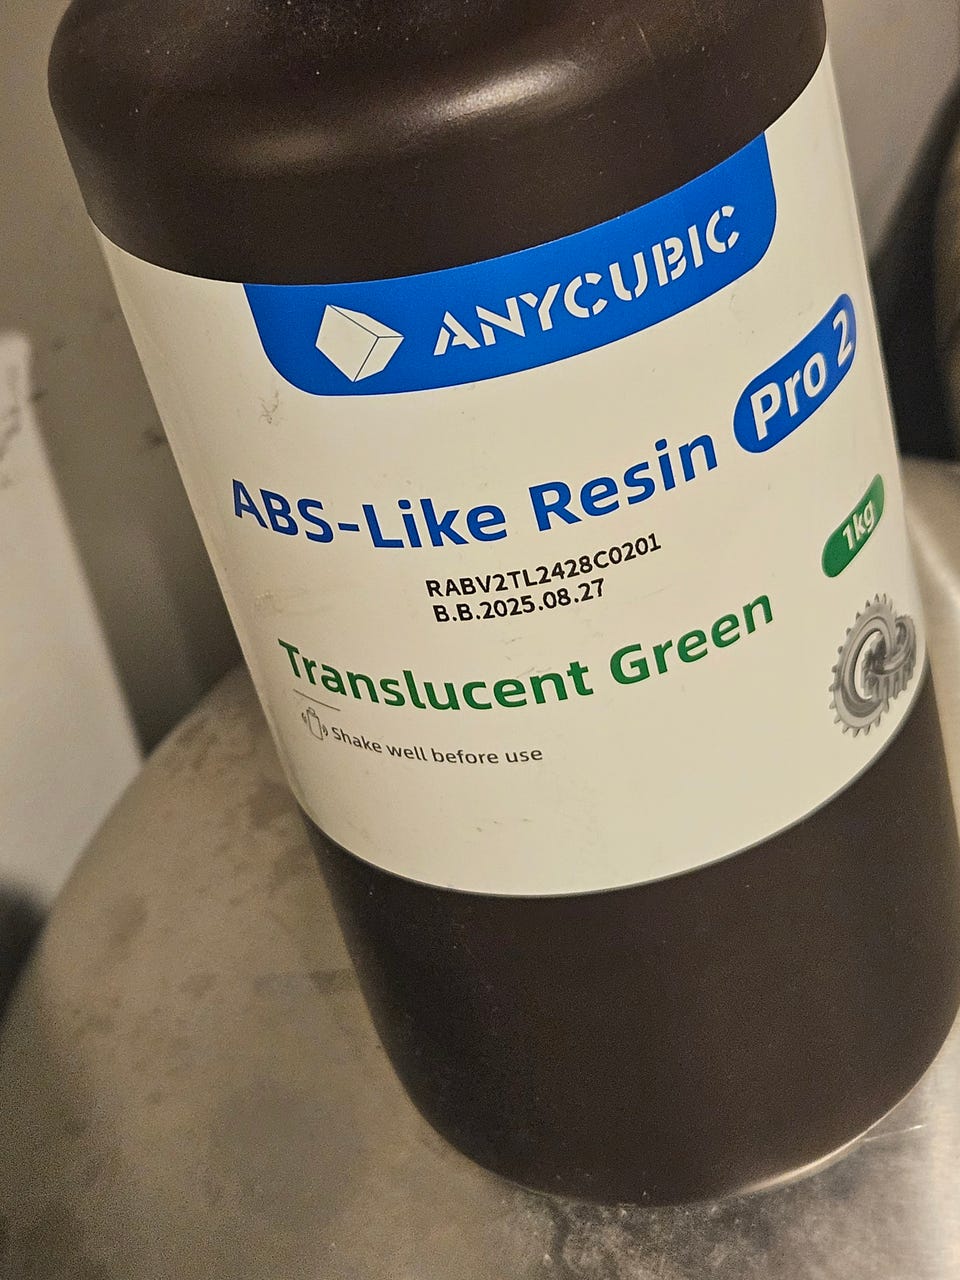 ANYCUBIC
ABS-Like Resin Pro 2
RABV2TL2428C0201
B.B.2025.08.27
1kg
Translucent Green
Shake well before use